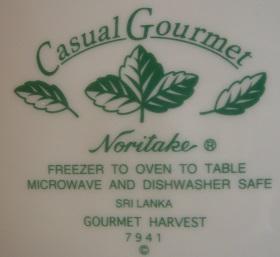 Casual Gourmet
Noritake ®
FREEZER TO OVEN TO TABLE
MICROWAVE AND DISHWASHER SAFE
SRI LANKA
GOURMET HARVEST
7941
©